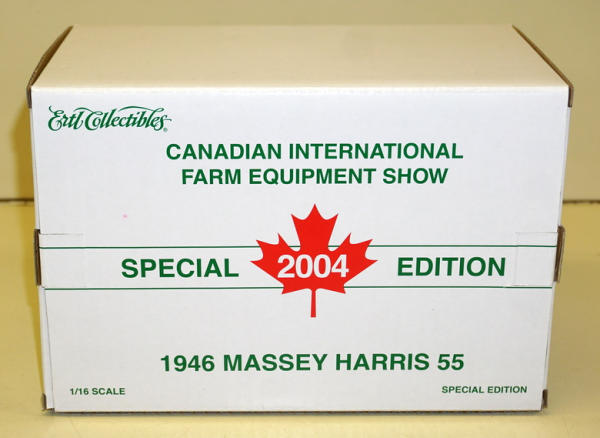 Ertl Collectibles®
CANADIAN INTERNATIONAL
FARM EQUIPMENT SHOW
SPECIAL 2004 EDITION
1946 MASSEY HARRIS 55
1/16 SCALE SPECIAL EDITION